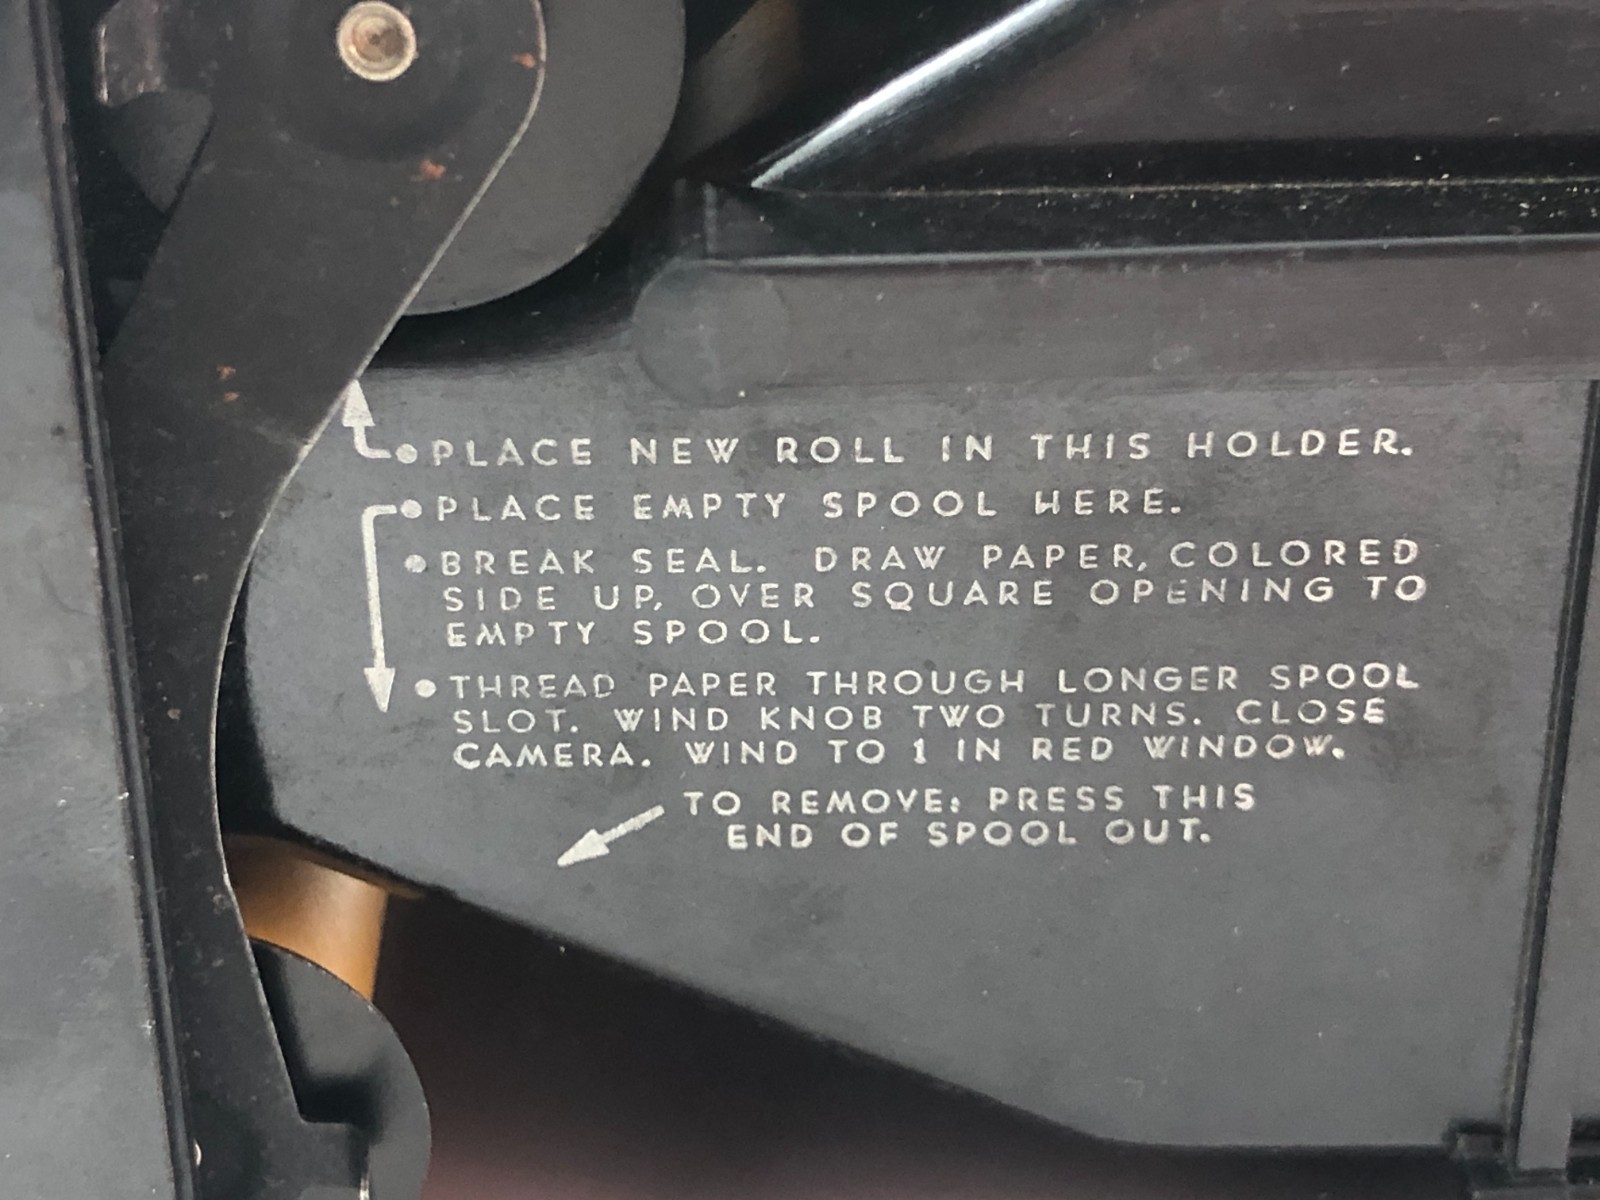 •PLACE NEW ROLL IN THIS HOLDER.
•PLACE EMPTY SPOOL HERE.
•BREAK SEAL. DRAW PAPER, COLORED
SIDE UP, OVER SQUARE OPENING TO
EMPTY SPOOL.
•THREAD PAPER THROUGH LONGER SPOOL
SLOT. WIND KNOB TWO TURNS. CLOSE
CAMERA. WIND TO 1 IN RED WINDOW.
TO REMOVE: PRESS THIS
END OF SPOOL OUT.